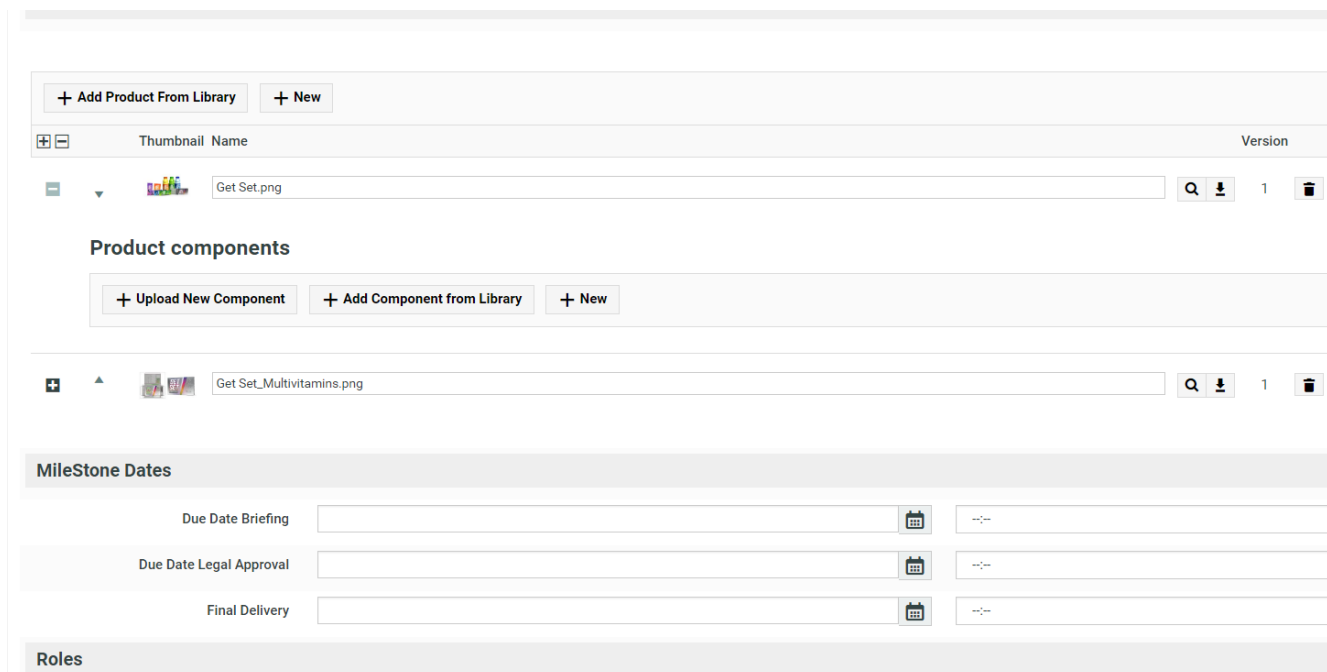 Add Product From Library New
Thumbnail Name Version
Get Set.png 1
Product components
Upload New Component Add Component from Library New
Get Set_Multivitamins.png 1
MileStone Dates
Due Date Briefing --:--
Due Date Legal Approval --:--
Final Delivery --:--
Roles